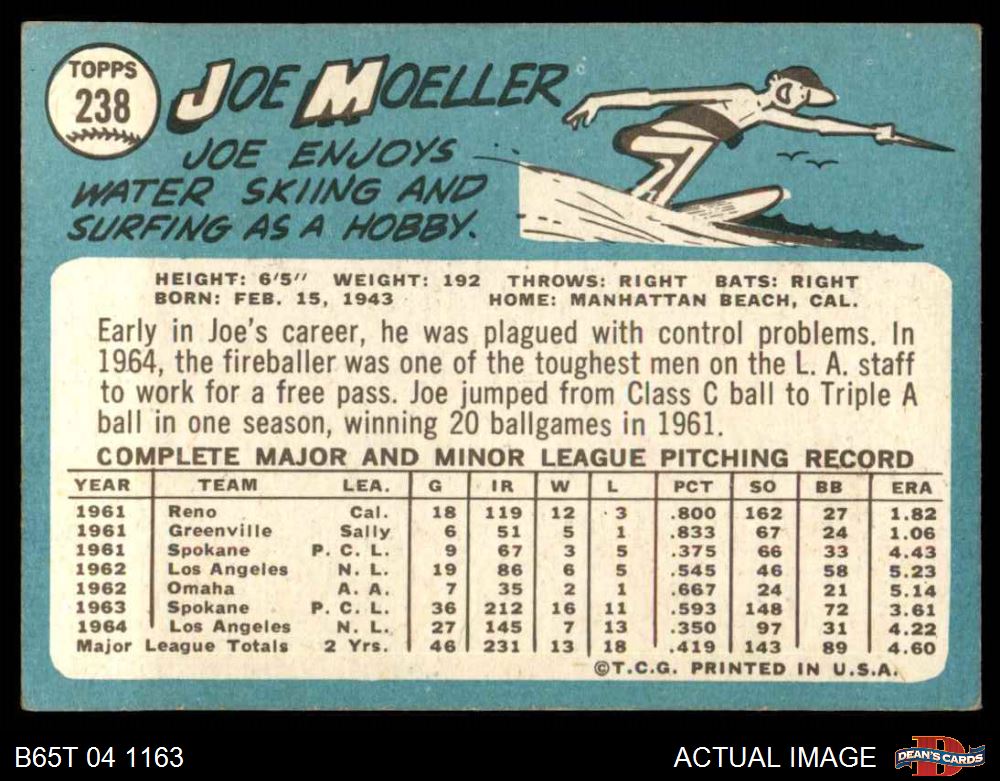 TOPPS
238
JOE MOELLER
JOE ENJOYS
WATER SKIING AND
SURFING AS A HOBBY.
HEIGHT: 6'5" WEIGHT: 192 THROWS: RIGHT BATS: RIGHT
BORN: FEB. 15, 1943 HOME: MANHATTAN BEACH, CAL.
Early in Joe's career, he was plagued with control problems. In
1964, the fireballer was one of the toughest men on the L. A. staff
to work for a free pass. Joe jumped from Class C ball to Triple A
ball in one season, winning 20 ballgames in 1961.
COMPLETE MAJOR AND MINOR LEAGUE PITCHING RECORD
YEAR TEAM LEA. G IR W L PCT SO BB ERA
1961 Reno Cal. 18 119 12 3 .800 162 27 1.82
1961 Greenville Sally 6 51 5 1 .833 67 24 1.06
1961 Spokane P. C. L. 9 67 3 5 .375 66 33 4.43
1962 Los Angeles N. L. 19 86 6 5 .545 46 58 5.23
1962 Omaha A. A. 7 35 2 1 .667 24 21 5.14
1963 Spokane P. C. L. 36 212 16 11 .593 148 72 3.61
1964 Los Angeles N. L. 27 145 7 13 .350 97 31 4.22
Major League Totals 2 Yrs. 46 231 13 18 .419 143 89 4.60
©T.C.G. PRINTED IN U.S.A.
B65T 04 1163 ACTUAL IMAGE DEAN'S CARDS